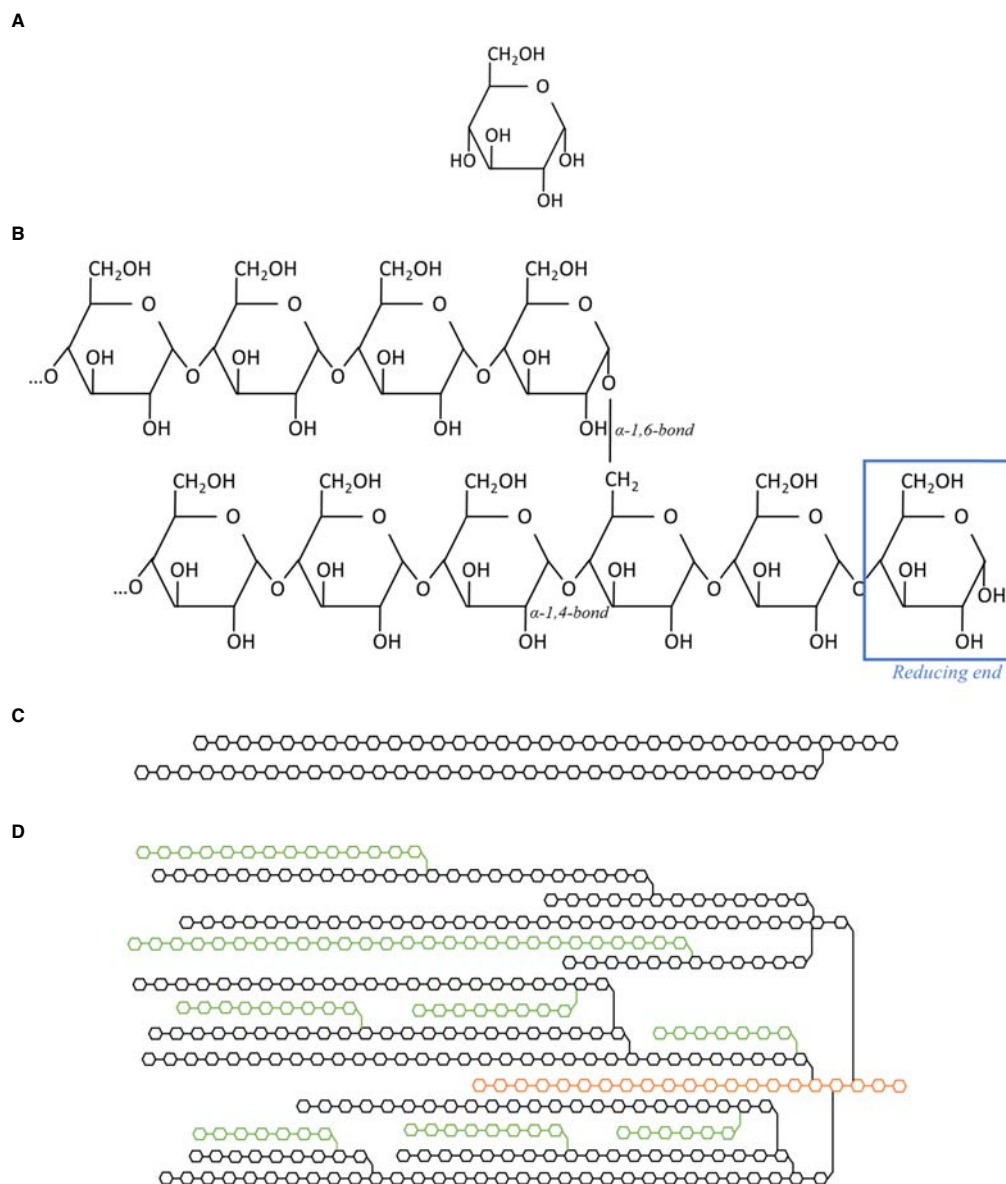 A
CH2OH
O
OH
HO
OH
OH
B
CH2OH CH2OH CH2OH CH2OH
O O O O
OH OH OH OH
...O O O O O
OH OH OH OH α-1,6-bond
CH2OH CH2OH CH2OH CH2 CH2OH CH2OH
O O O O O O
OH OH OH OH OH OH
...O O O O O O OH
α-1,4-bond
OH OH OH OH OH OH
Reducing end
C
D